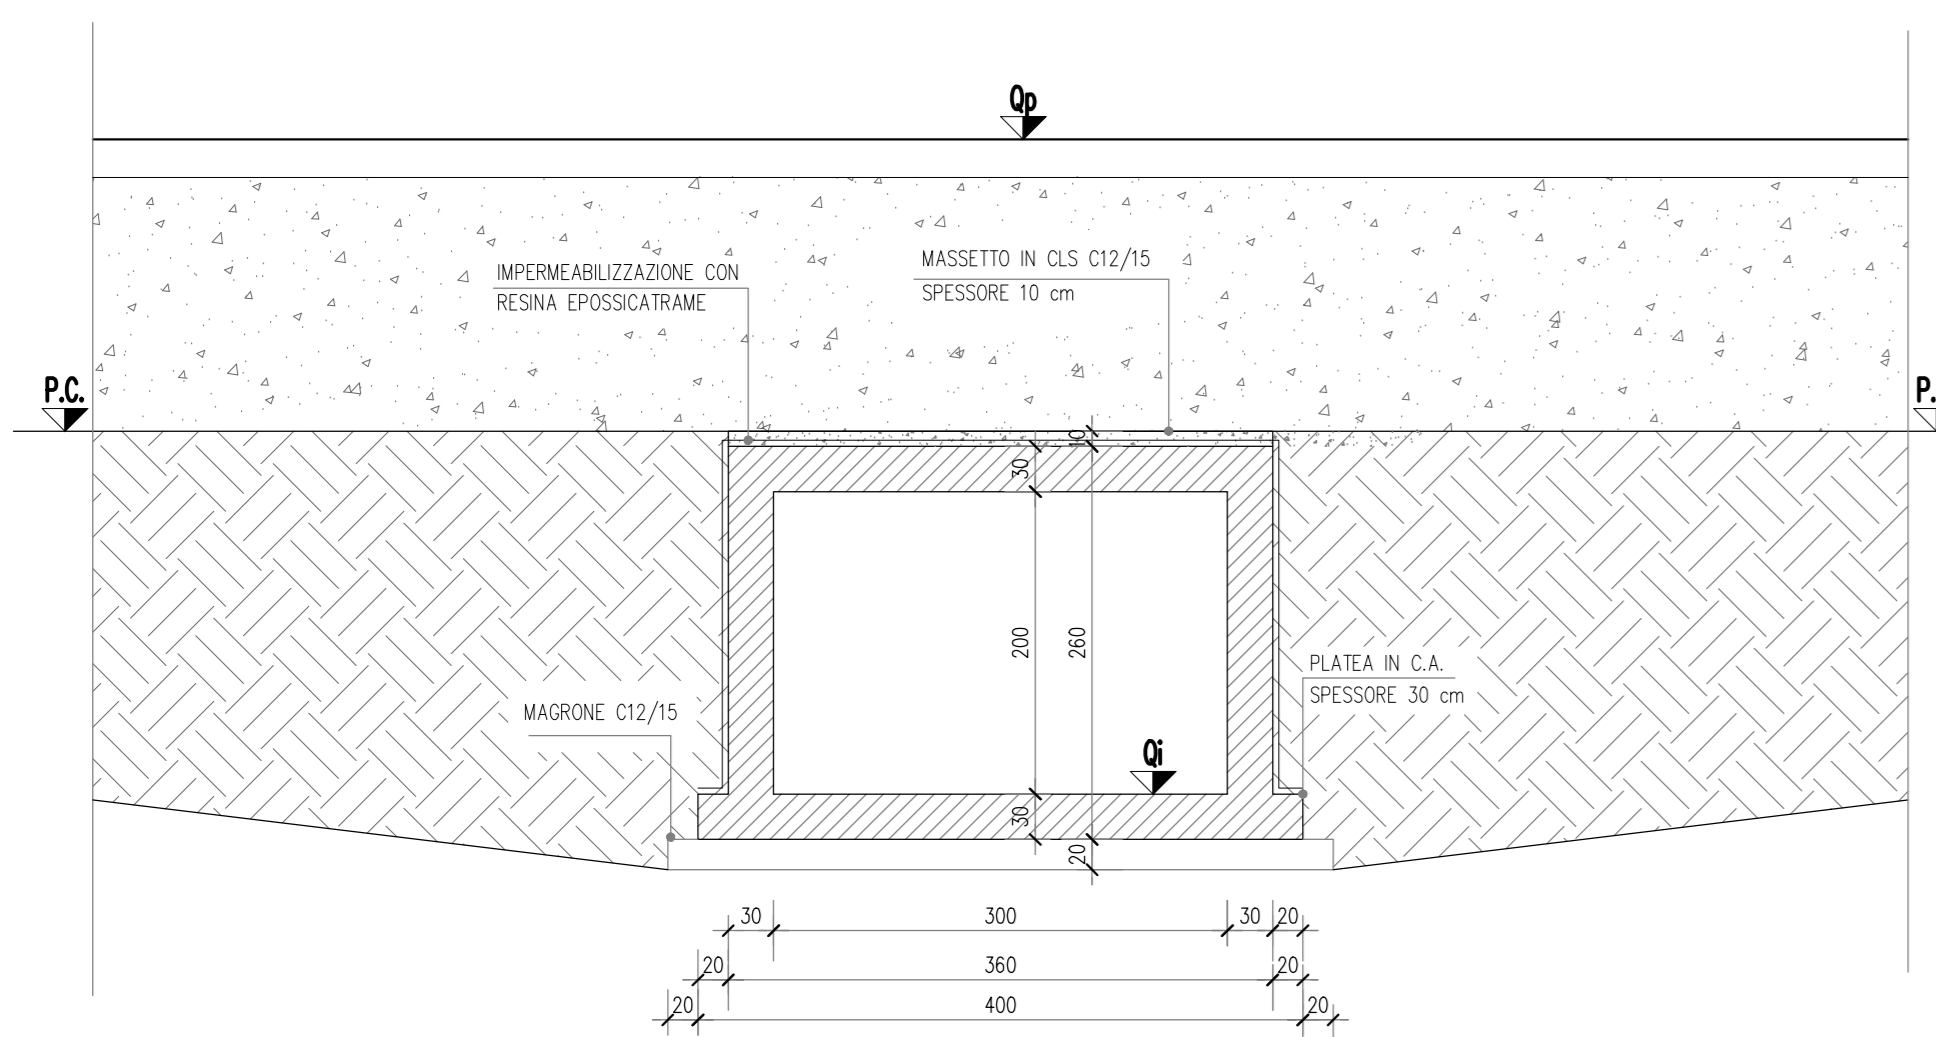 Qp
MASSETTO IN CLS C12/15
SPESSORE 10 cm
IMPERMEABILIZZAZIONE CON
RESINA EPOSSICATRAME
P.C.
P.
10
30
200
260
PLATEA IN C.A.
SPESSORE 30 cm
MAGRONE C12/15
Qi
30
20
30 300 30 20
20 360 20
20 400 20